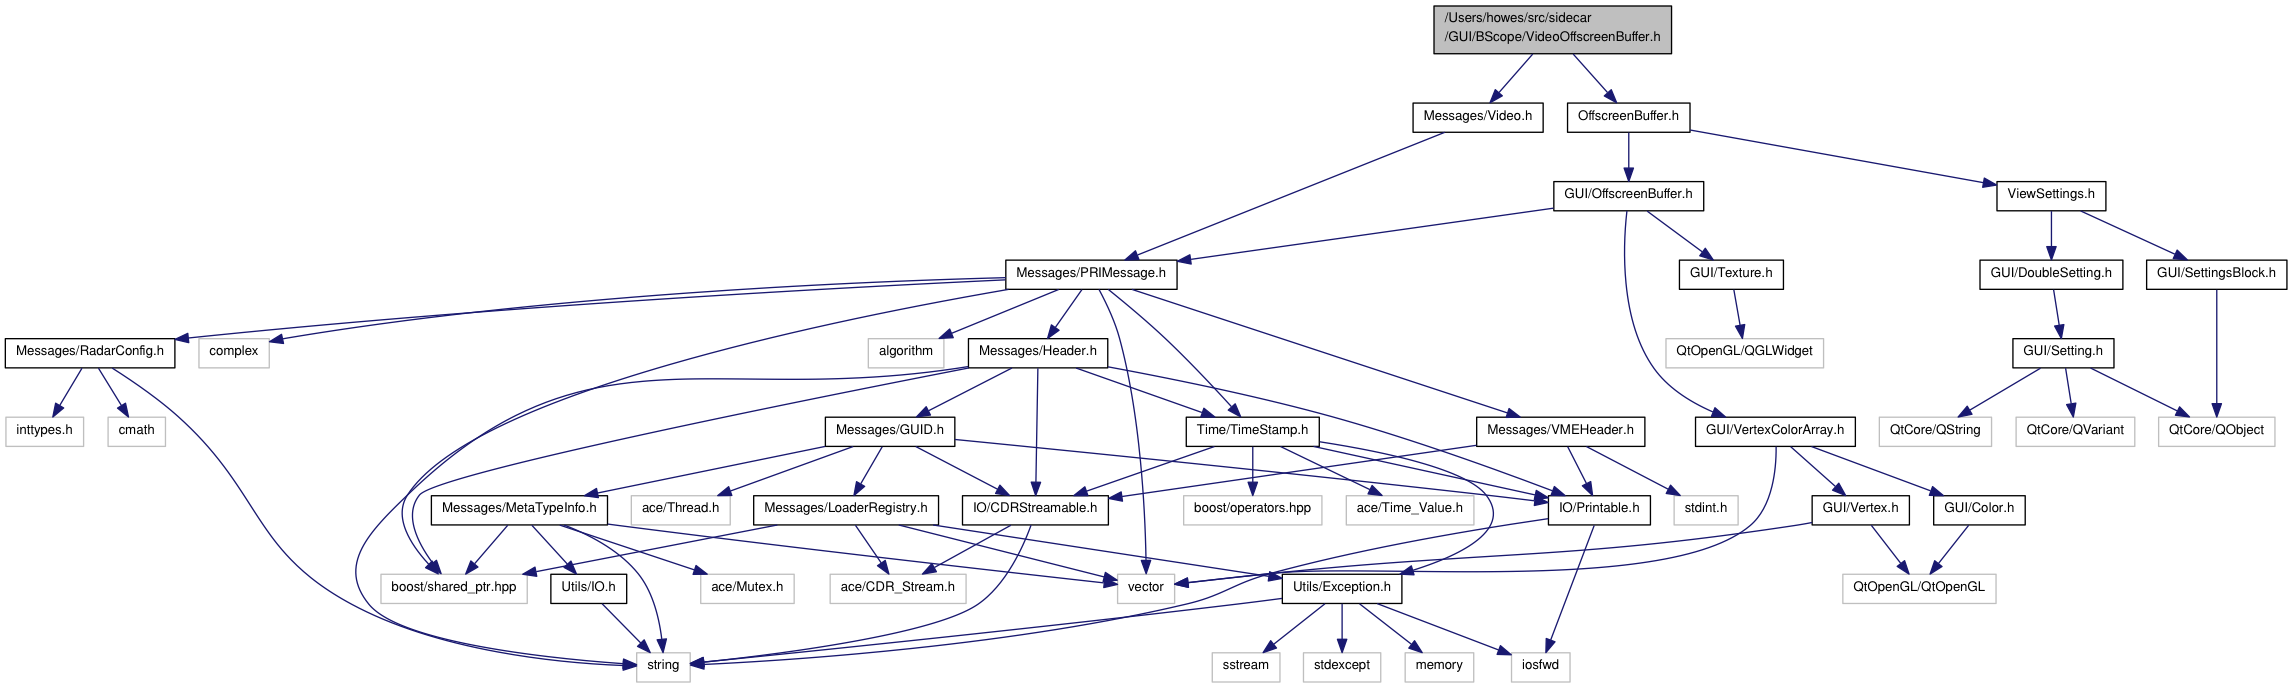 /Users/howes/src/sidecar
/GUI/BScope/VideoOffscreenBuffer.h
Messages/Video.h
OffscreenBuffer.h
GUI/OffscreenBuffer.h
ViewSettings.h
Messages/PRIMessage.h
GUI/Texture.h
GUI/DoubleSetting.h
GUI/SettingsBlock.h
Messages/RadarConfig.h
complex
algorithm
Messages/Header.h
QtOpenGL/QGLWidget
GUI/Setting.h
inttypes.h
cmath
Messages/GUID.h
Time/TimeStamp.h
Messages/VMEHeader.h
GUI/VertexColorArray.h
QtCore/QString
QtCore/QVariant
QtCore/QObject
Messages/MetaTypeInfo.h
ace/Thread.h
Messages/LoaderRegistry.h
IO/CDRStreamable.h
boost/operators.hpp
ace/Time_Value.h
IO/Printable.h
stdint.h
GUI/Vertex.h
GUI/Color.h
boost/shared_ptr.hpp
Utils/IO.h
ace/Mutex.h
ace/CDR_Stream.h
vector
Utils/Exception.h
QtOpenGL/QtOpenGL
string
sstream
stdexcept
memory
iosfwd